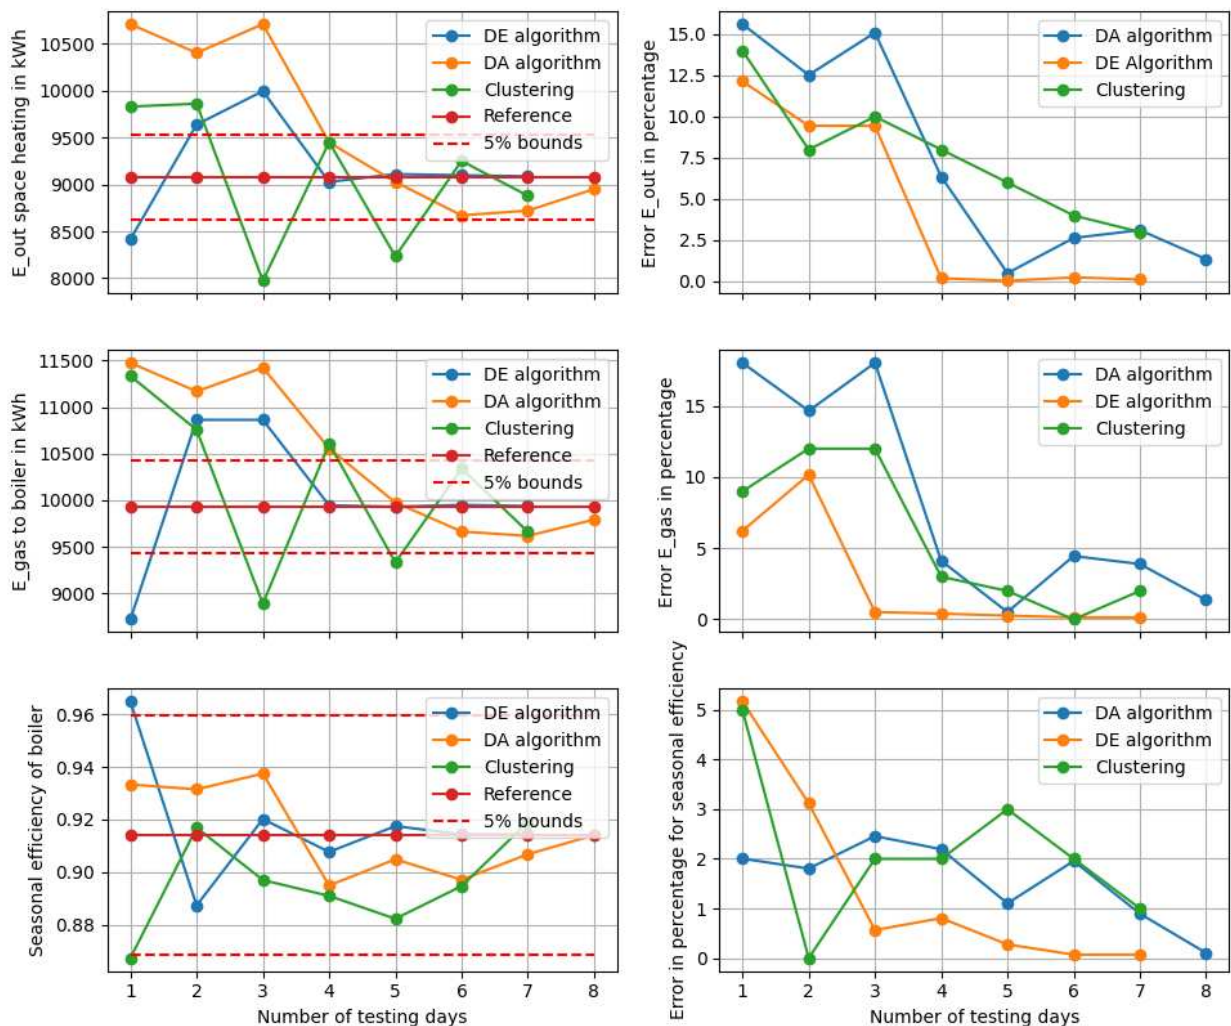 E_out space heating in kWh
10500
10000
9500
9000
8500
8000
DE algorithm
DA algorithm
Clustering
Reference
5% bounds
Error E_out in percentage
15.0
12.5
10.0
7.5
5.0
2.5
0.0
DA algorithm
DE Algorithm
Clustering
E_gas to boiler in kWh
11500
11000
10500
10000
9500
9000
DE algorithm
DA algorithm
Clustering
Reference
5% bounds
Error E_gas in percentage
15
10
5
0
DA algorithm
DE algorithm
Clustering
Seasonal efficiency of boiler
0.96
0.94
0.92
0.90
0.88
DE algorithm
DA algorithm
Clustering
Reference
5% bounds
1 2 3 4 5 6 7 8
Number of testing days
Error in percentage for seasonal efficiency
5
4
3
2
1
0
DA algorithm
DE algorithm
Clustering
1 2 3 4 5 6 7 8
Number of testing days